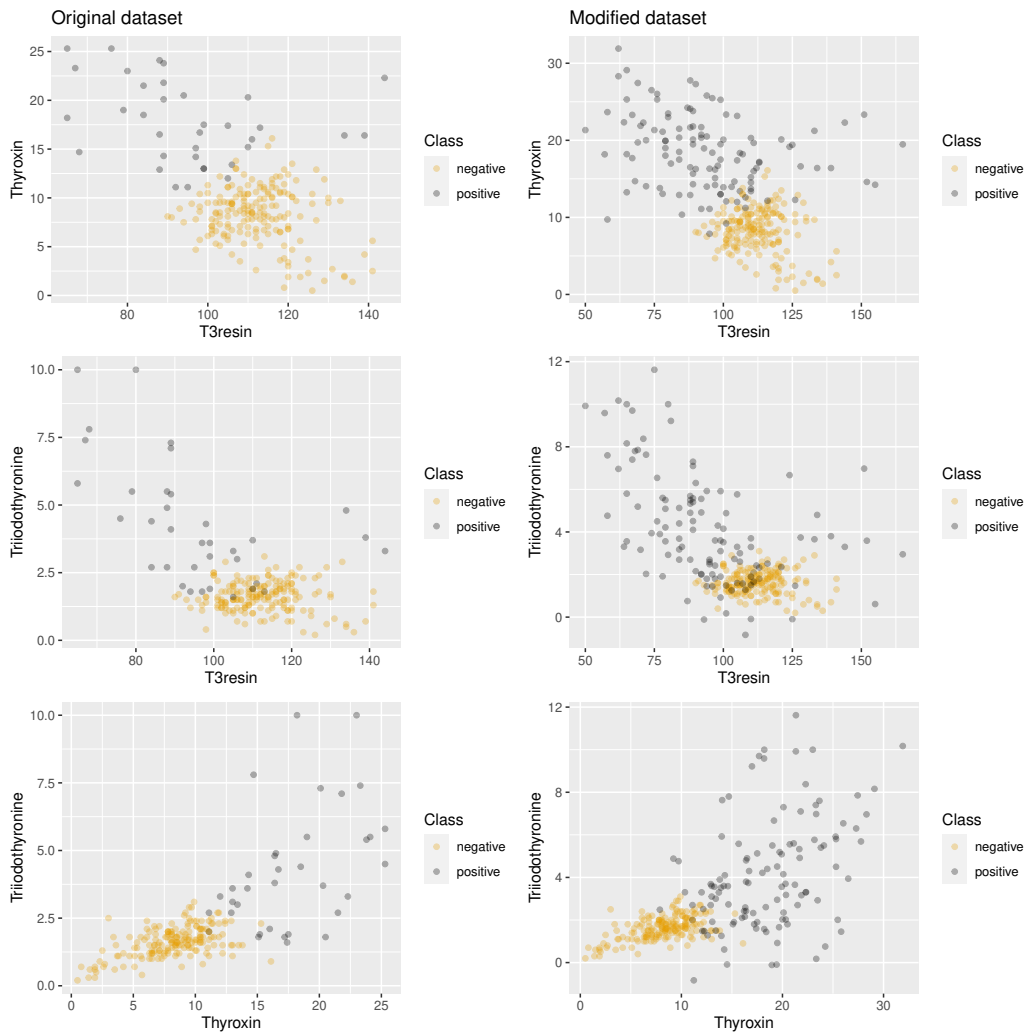 Original dataset
Modified dataset
25
20
15
10
5
0
80
100
120
140
Thyroxin
T3resin
Class
negative
positive
30
20
10
0
50
75
100
125
150
Thyroxin
T3resin
Class
negative
positive
10.0
7.5
5.0
2.5
0.0
80
100
120
140
Triiodothyronine
T3resin
Class
negative
positive
12
8
4
0
50
75
100
125
150
Triiodothyronine
T3resin
Class
negative
positive
10.0
7.5
5.0
2.5
0.0
0
5
10
15
20
25
Triiodothyronine
Thyroxin
Class
negative
positive
12
8
4
0
0
10
20
30
Triiodothyronine
Thyroxin
Class
negative
positive